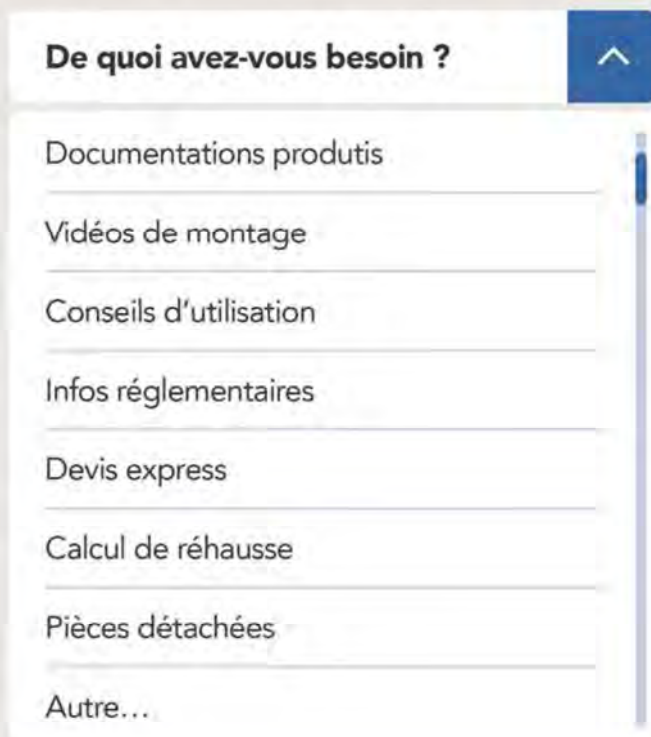 De quoi avez-vous besoin ?
Documentations produtis
Vidéos de montage
Conseils d’utilisation
Infos réglementaires
Devis express
Calcul de réhausse
Pièces détachées
Autre…